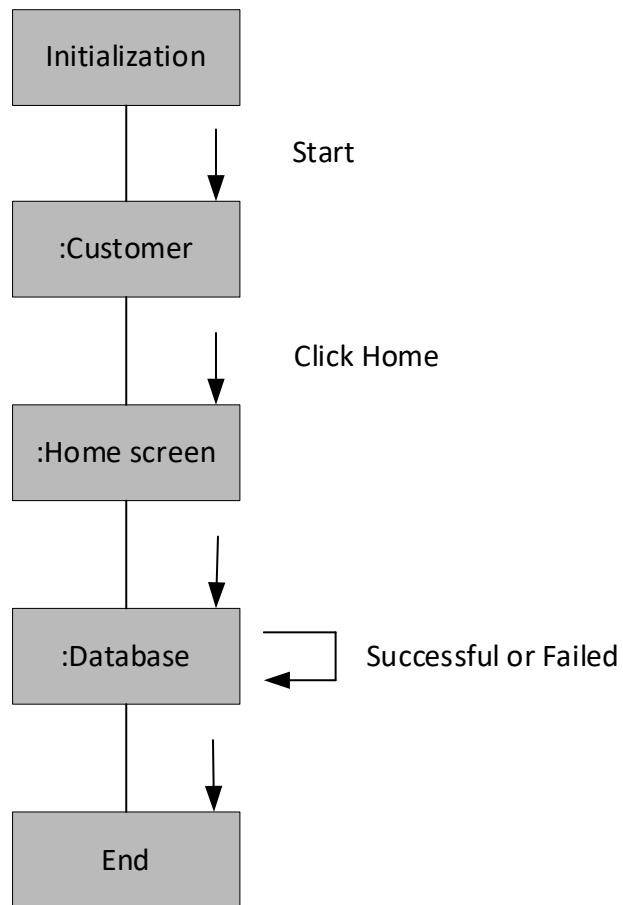 Initialization
Start
:Customer
Click Home
:Home screen
:Database
Successful or Failed
End